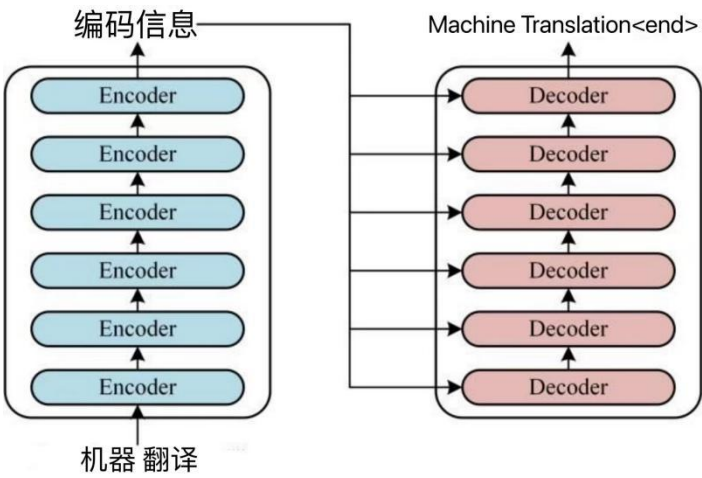 编码信息
Encoder
Encoder
Encoder
Encoder
Encoder
Encoder
机器 翻译
Machine Translation<end>
Decoder
Decoder
Decoder
Decoder
Decoder
Decoder